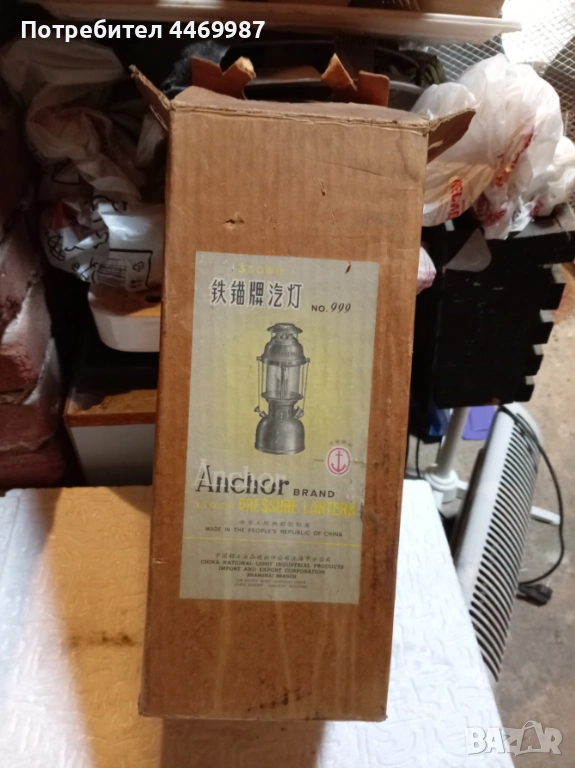 Потребител 4469987
铁锚牌汽灯
NO. 999
Anchor BRAND
PRESSURE LANTERN
MADE IN THE PEOPLE'S REPUBLIC OF CHINA
CHINA NATIONAL LIGHT INDUSTRIAL PRODUCTS
IMPORT AND EXPORT CORPORATION
SHANGHAI BRANCH
BAZAR